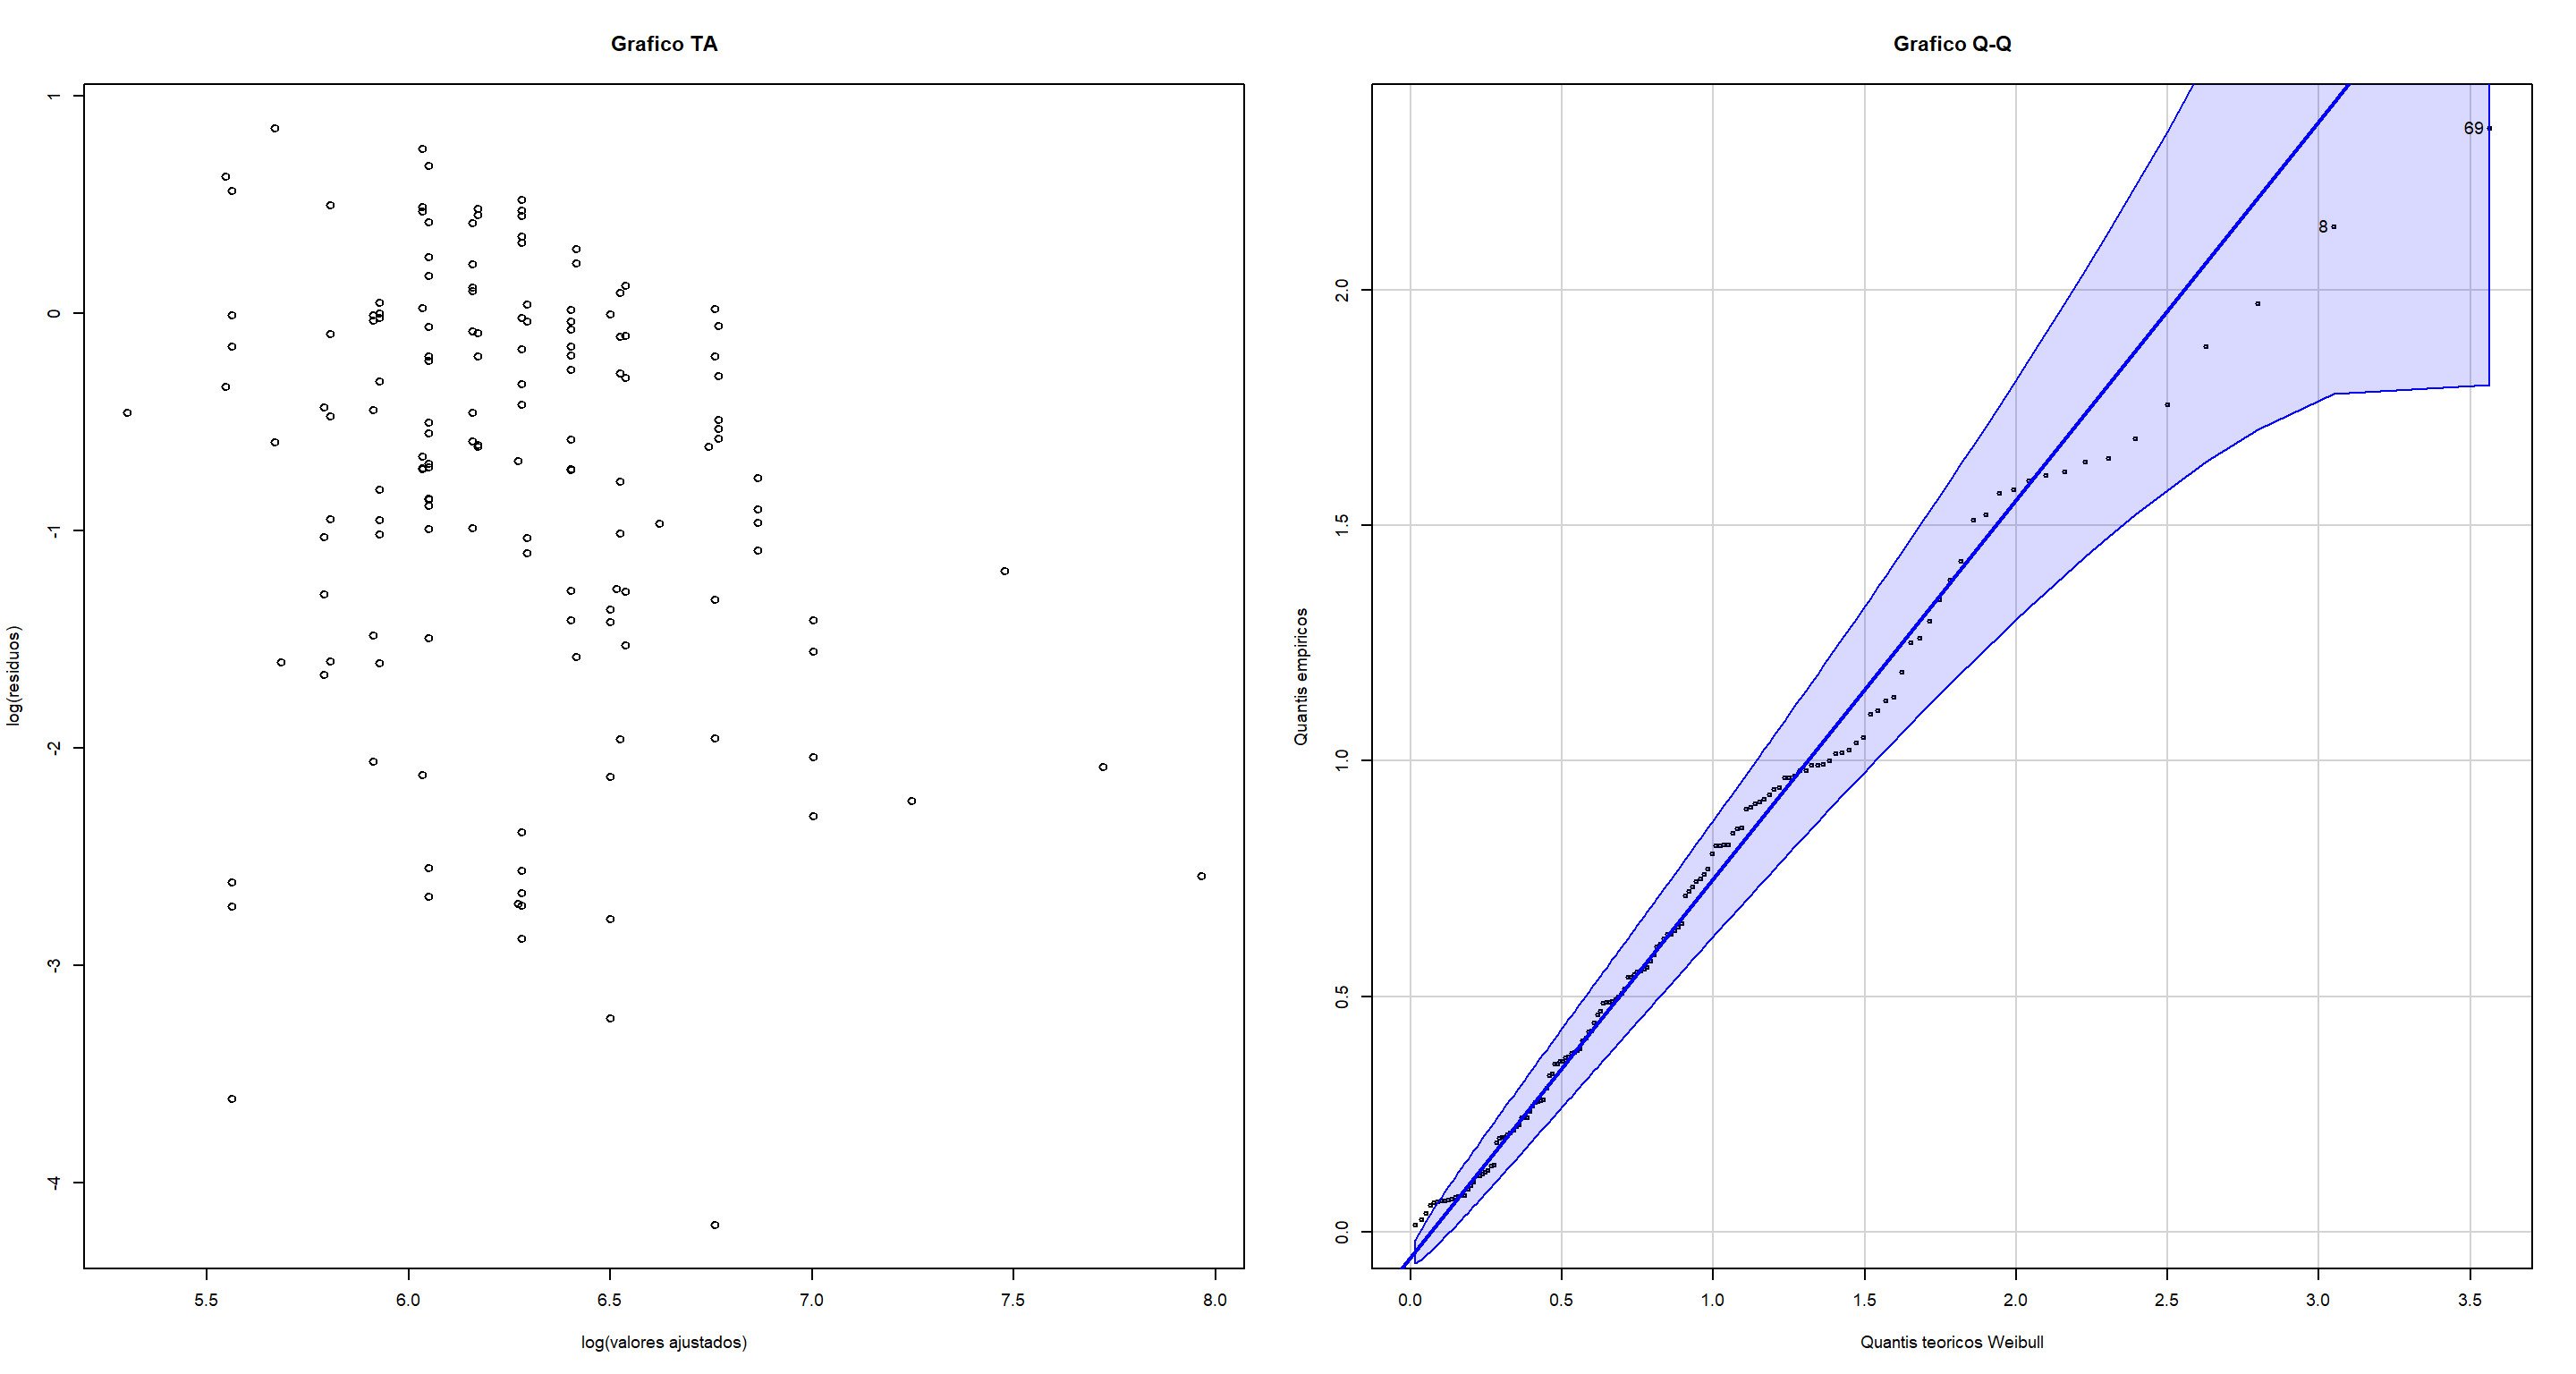 Grafico TA
log(residuos)
1
0
-1
-2
-3
-4
5.5 6.0 6.5 7.0 7.5 8.0
log(valores ajustados)
Grafico Q-Q
Quantis empiricos
2.0
1.5
1.0
0.5
0.0
69
8
0.0 0.5 1.0 1.5 2.0 2.5 3.0 3.5
Quantis teoricos Weibull